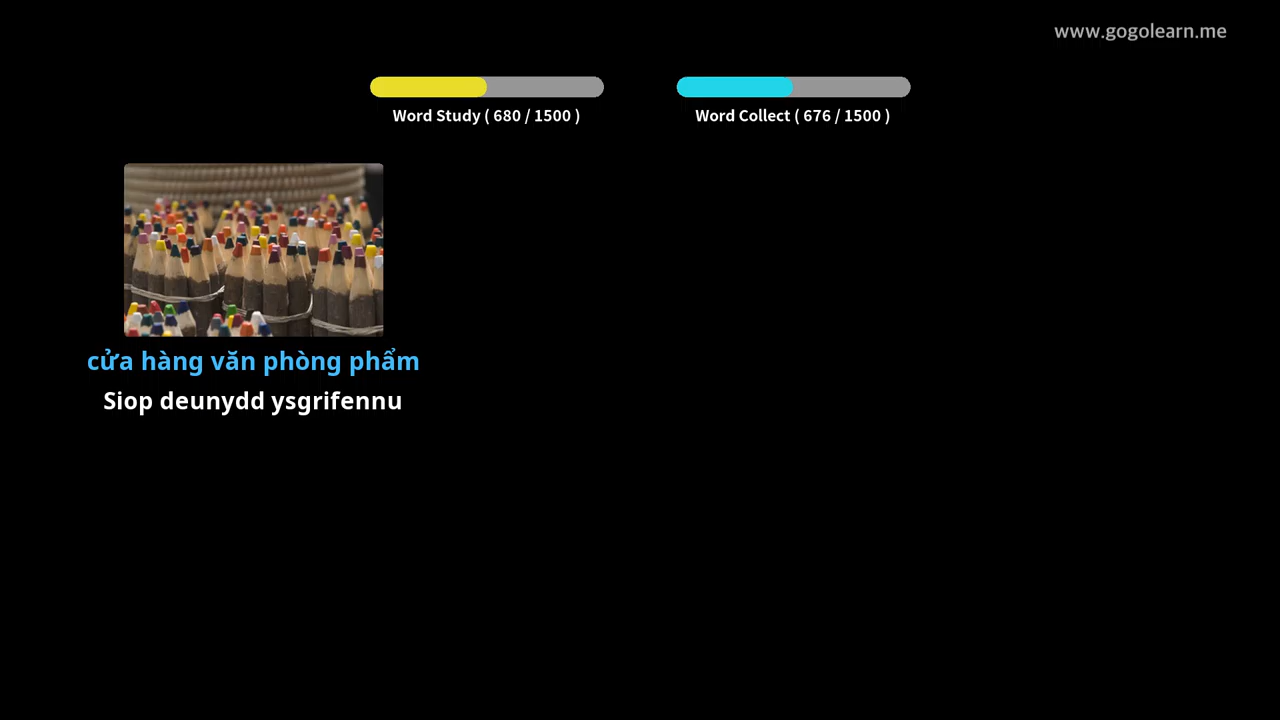 www.gogolearn.me
Word Study ( 680 / 1500 )
Word Collect ( 676 / 1500 )
cửa hàng văn phòng phẩm
Siop deunydd ysgrifennu